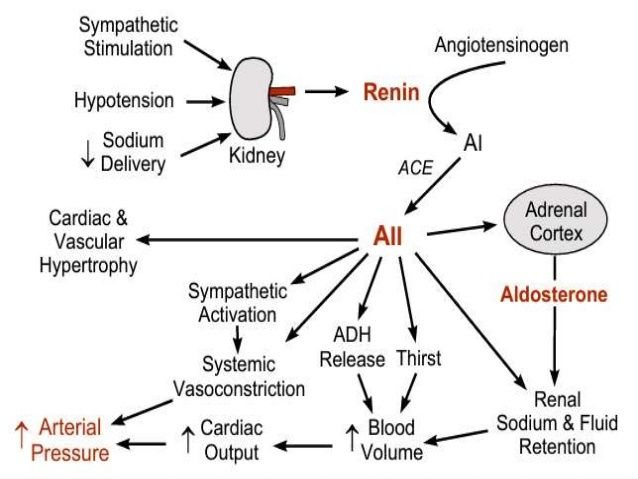 Sympathetic
Stimulation
Angiotensinogen
Hypotension
Renin
↓ Sodium
Delivery
Kidney
AI
ACE
Cardiac &
Vascular
Hypertrophy
AII
Adrenal
Cortex
Sympathetic
Activation
Aldosterone
ADH
Release
Thirst
Systemic
Vasoconstriction
Renal
Sodium & Fluid
Retention
↑ Arterial
Pressure
↑ Cardiac
Output
↑ Blood
Volume